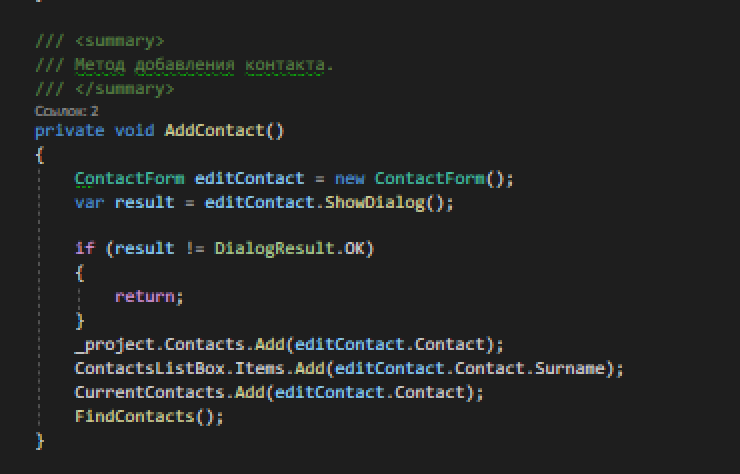 /// <summary>
/// Метод добавления контакта.
/// </summary>
Ссылок: 2
private void AddContact()
{
ContactForm editContact = new ContactForm();
var result = editContact.ShowDialog();
if (result != DialogResult.OK)
{
return;
}
_project.Contacts.Add(editContact.Contact);
ContactsListBox.Items.Add(editContact.Contact.Surname);
CurrentContacts.Add(editContact.Contact);
FindContacts();
}